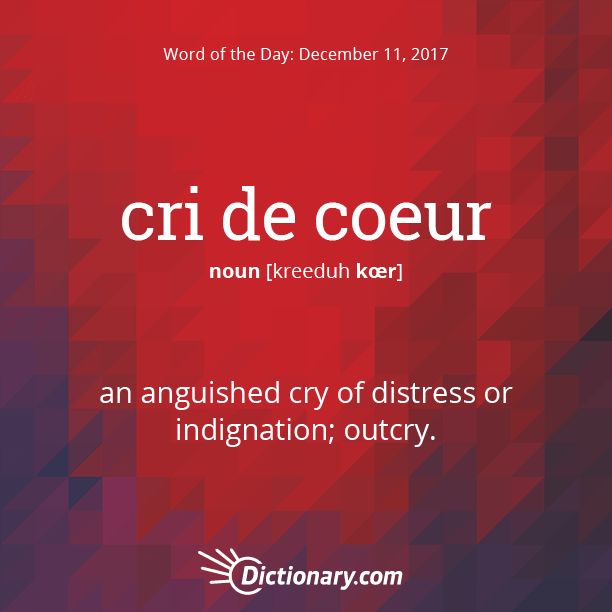 Word of the Day: December 11, 2017
cri de coeur
noun [kreeduh kœr]
an anguished cry of distress or
indignation; outcry.
Dictionary.com